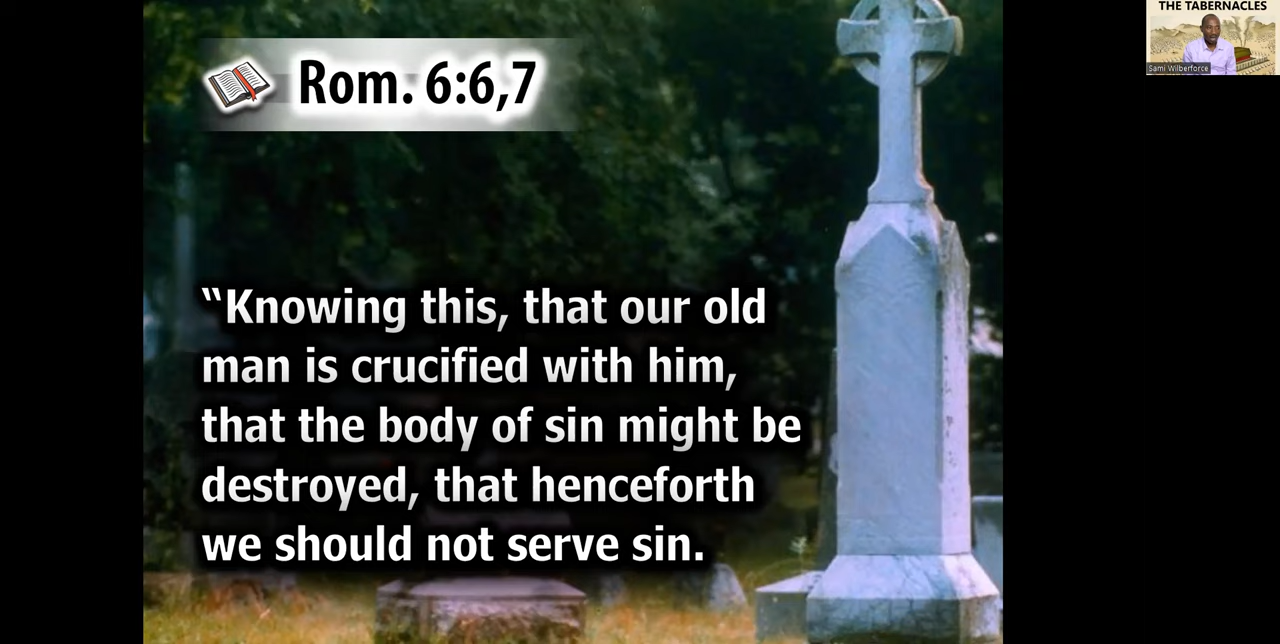 THE TABERNACLES
Sami Wilberforce
Rom. 6:6,7
“Knowing this, that our old
man is crucified with him,
that the body of sin might be
destroyed, that henceforth
we should not serve sin.